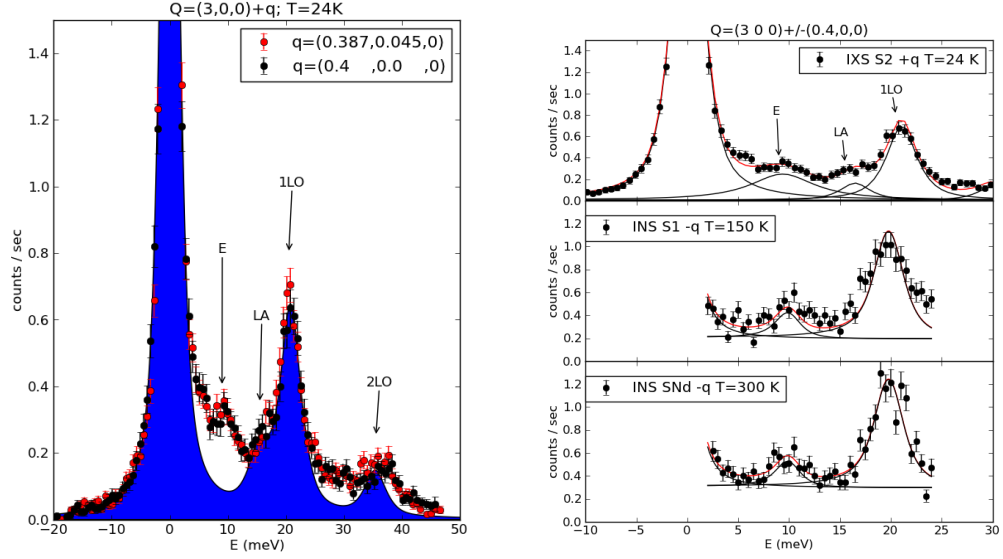 Q=(3,0,0)+q; T=24K
q=(0.387,0.045,0)
q=(0.4 ,0.0 ,0)
counts / sec
1.4
1.2
1.0
0.8
0.6
0.4
0.2
0.0
E
LA
1LO
2LO
−20
−10
0
10
20
30
40
50
E (meV)
Q=(3 0 0)+/-(0.4,0,0)
IXS S2 +q T=24 K
counts / sec
1.4
1.2
1.0
0.8
0.6
0.4
0.2
0.0
E
LA
1LO
INS S1 -q T=150 K
counts / sec
1.2
1.0
0.8
0.6
0.4
0.2
0.0
INS SNd -q T=300 K
counts / sec
1.2
1.0
0.8
0.6
0.4
0.2
0.0
−10
−5
0
5
10
15
20
25
30
E (meV)